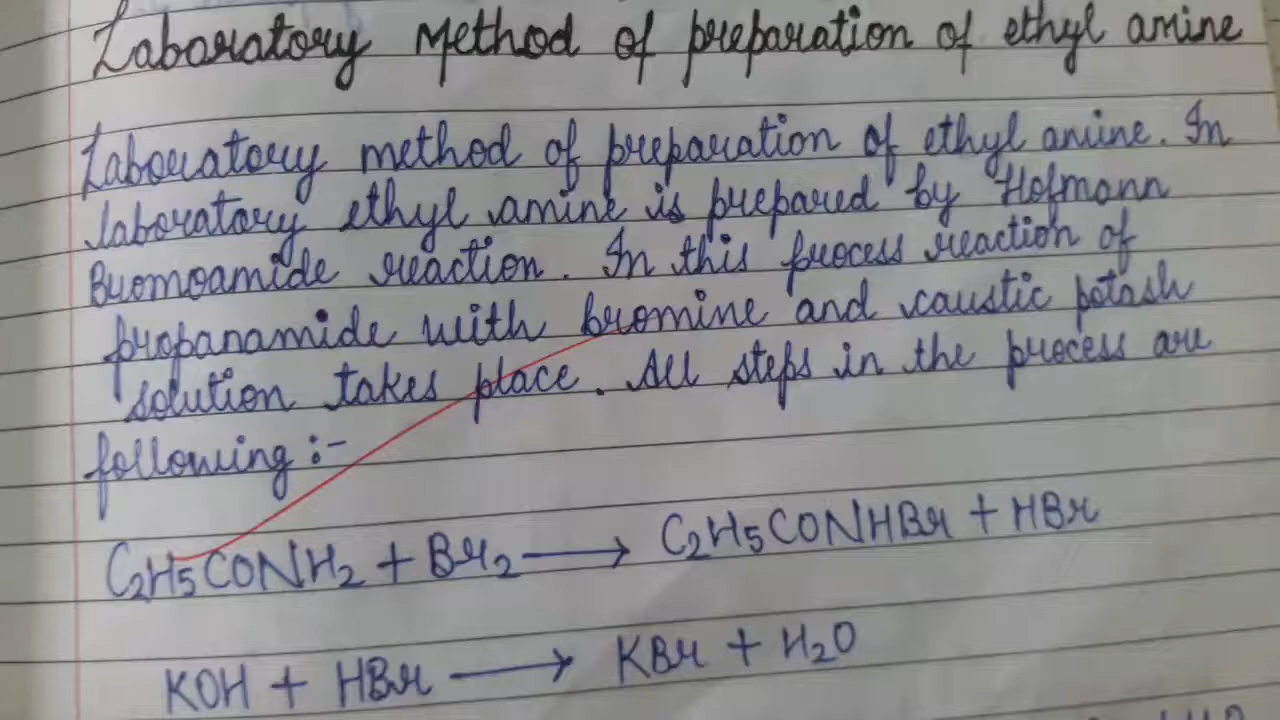 Laboratory Method of preparation of ethyl amine
Laboratory method of preparation of ethyl amine. In
laboratory ethyl amine is prepared by Hofmann
Bromoamide reaction. In this process reaction of
propanamide with bromine and caustic potash
solution takes place. All steps in the process are
following :-
C₂H₅CONH₂ + Br₂ ⟶ C₂H₅CONHBr + HBr
KOH + HBr ⟶ KBr + H₂O